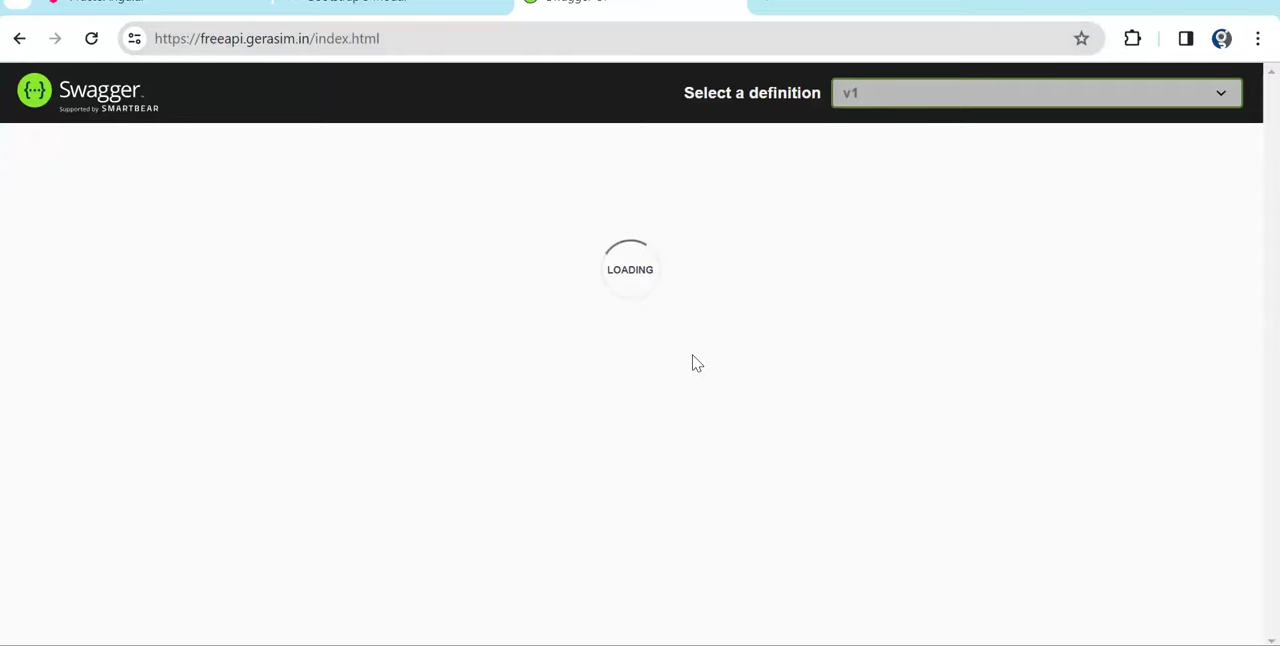 https://freeapi.gerasim.in/index.html
Swagger
Supported by SMARTBEAR
Select a definition
v1
LOADING